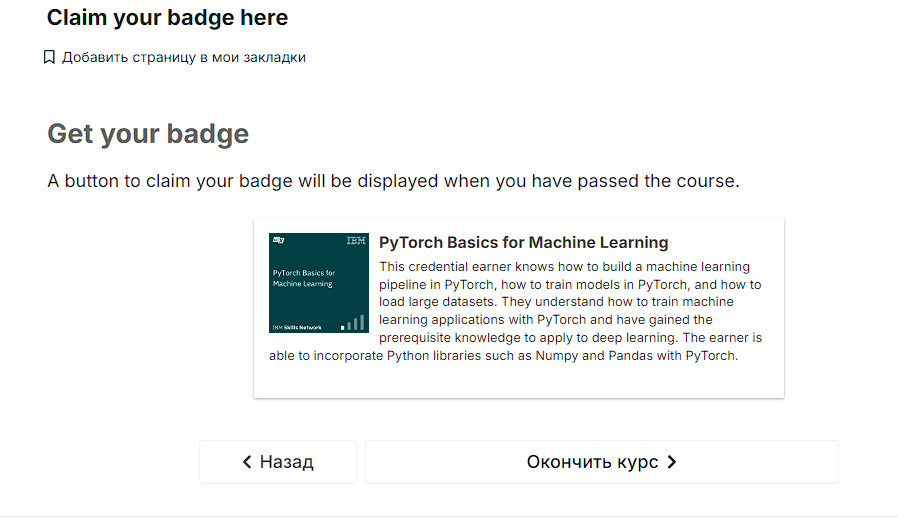 Claim your badge here
Добавить страницу в мои закладки
Get your badge
A button to claim your badge will be displayed when you have passed the course.
IBM
PyTorch Basics for
Machine Learning
IBM Skills Network
PyTorch Basics for Machine Learning
This credential earner knows how to build a machine learning
pipeline in PyTorch, how to train models in PyTorch, and how to
load large datasets. They understand how to train machine
learning applications with PyTorch and have gained the
prerequisite knowledge to apply to deep learning. The earner is
able to incorporate Python libraries such as Numpy and Pandas with PyTorch.
Назад
Окончить курс